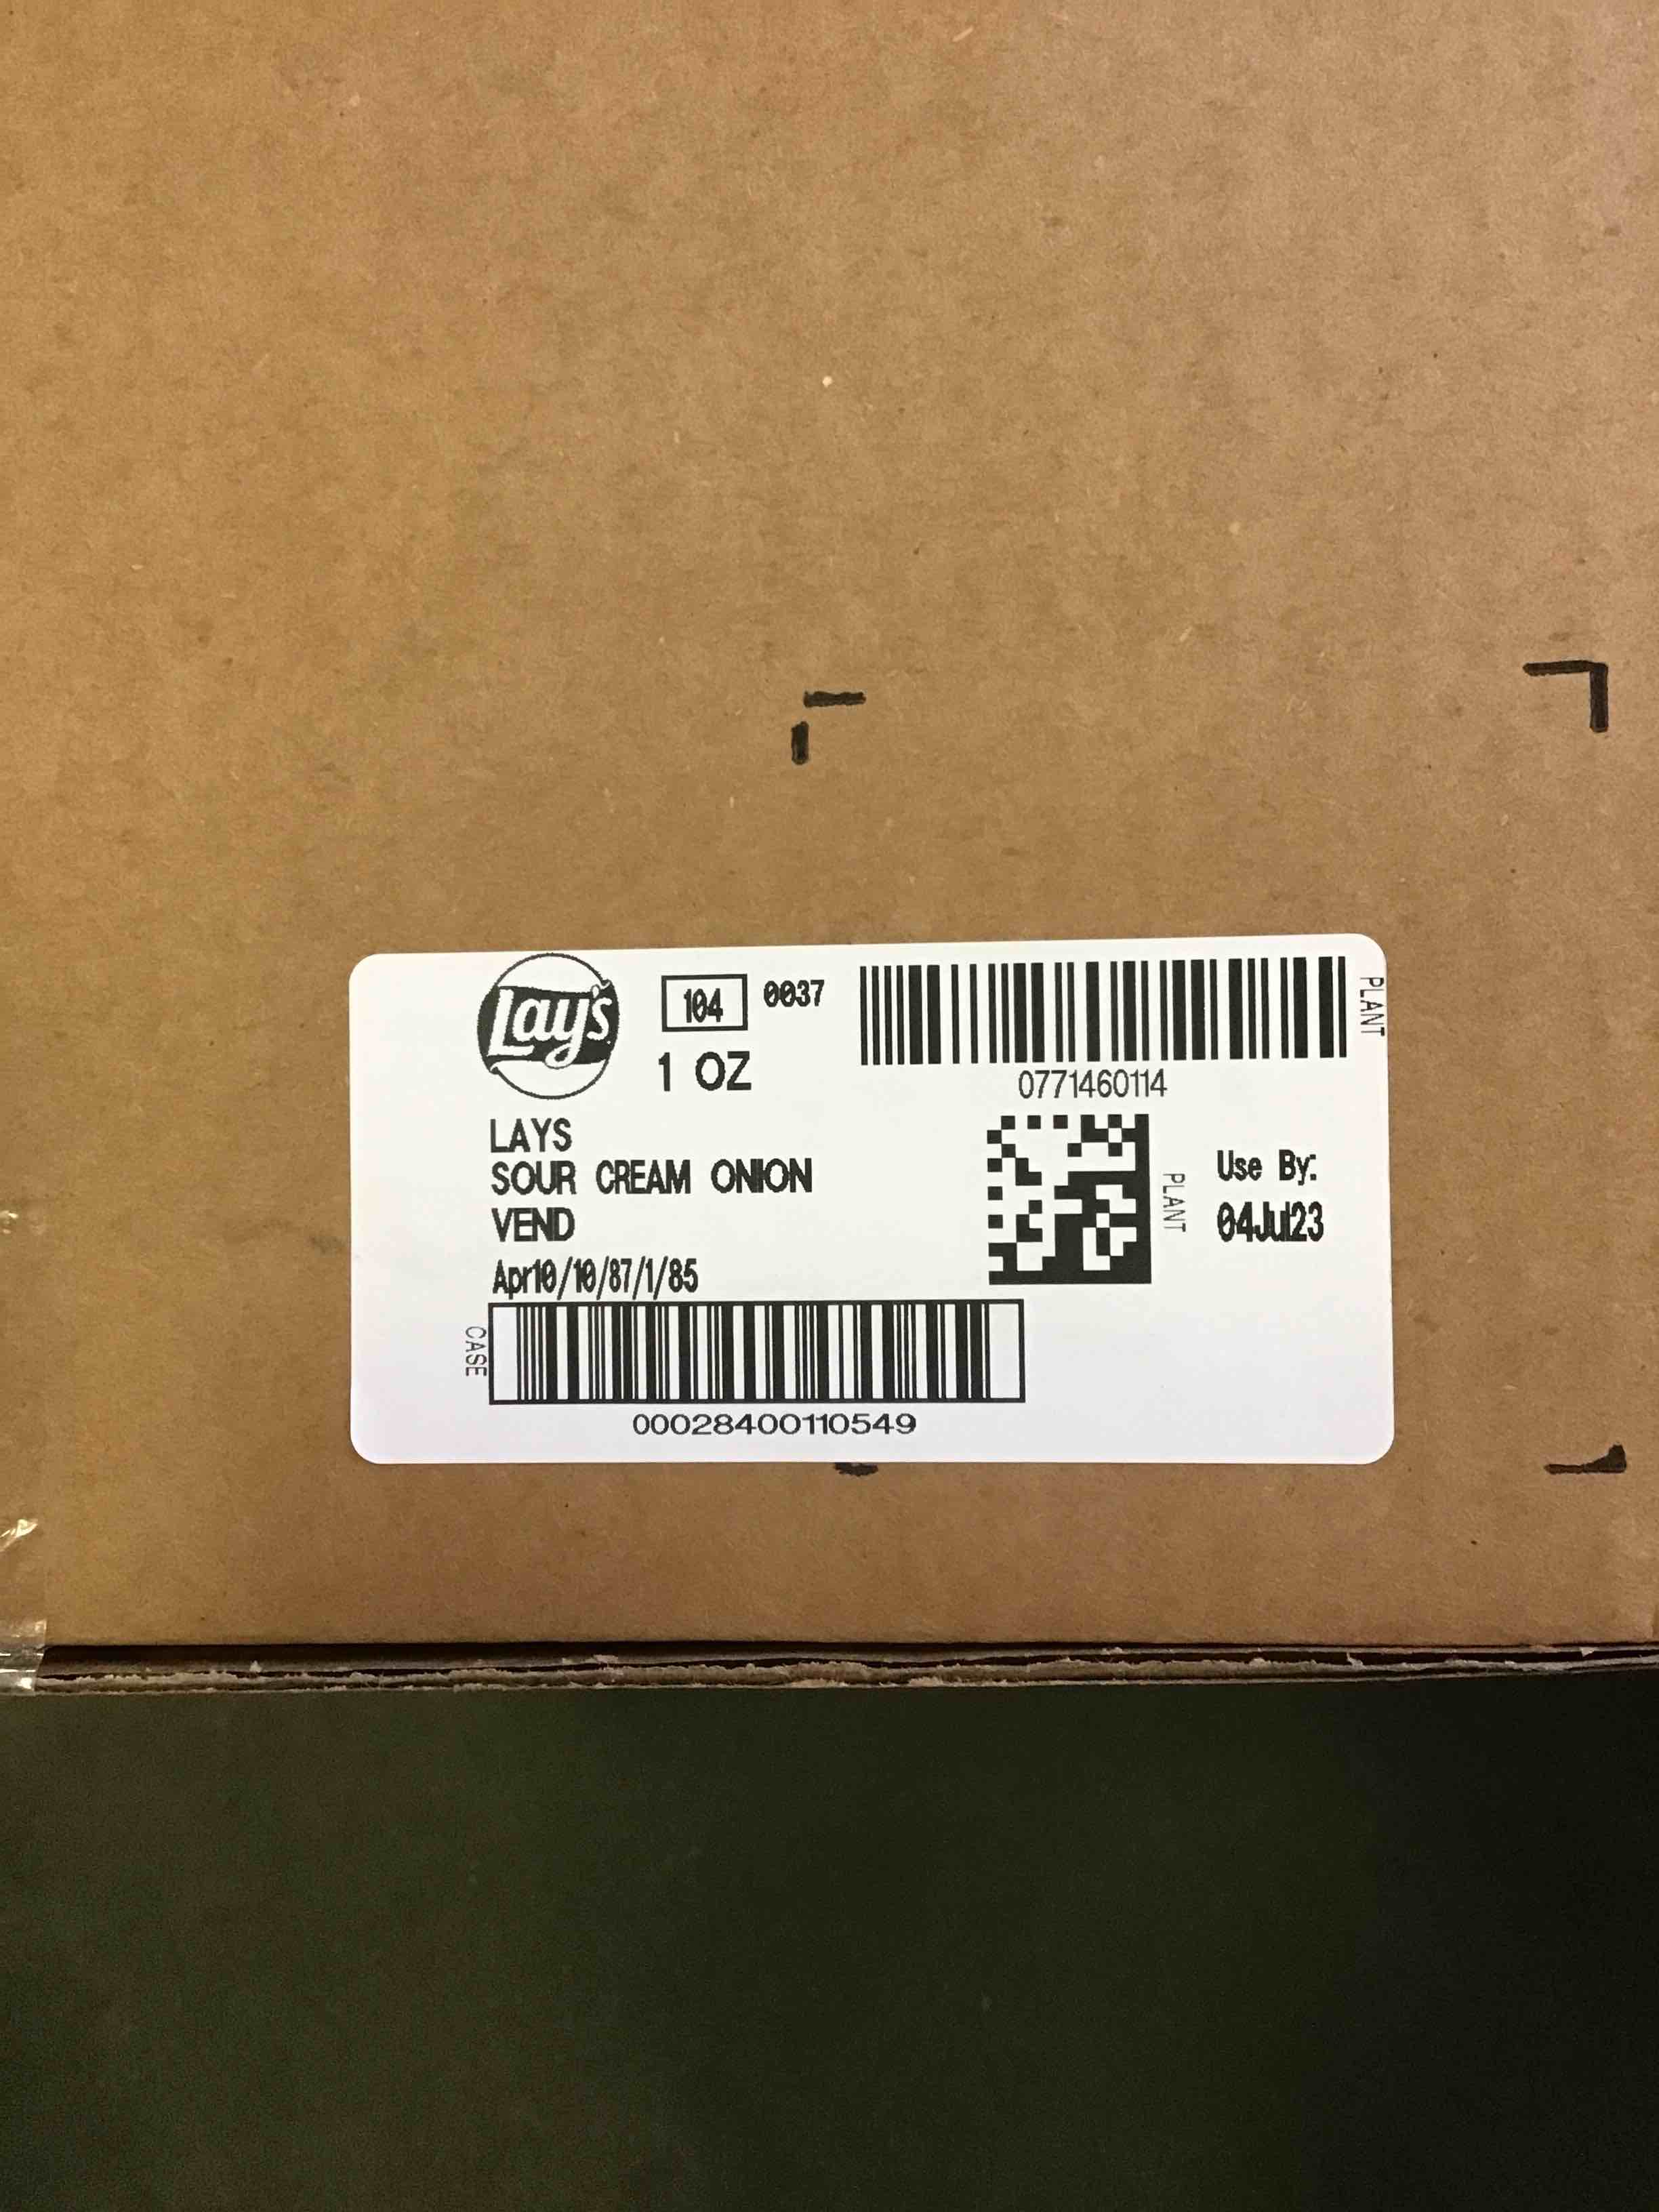 Lay's
104 0037
1 OZ
PLANT
0771460114
LAYS
SOUR CREAM ONION
VEND
PLANT
Use By:
04Jul23
Apr10/10/87/1/85
CASE
00028400110549